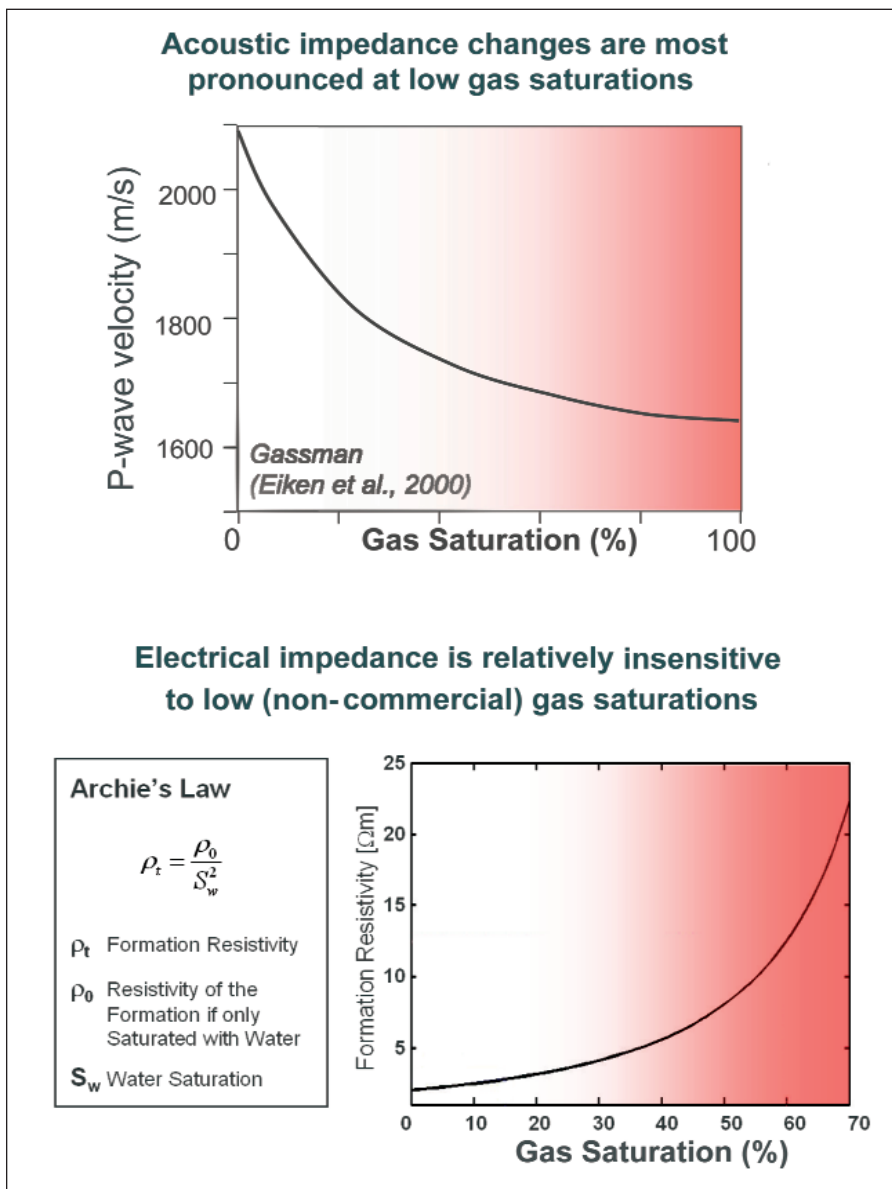 Acoustic impedance changes are most
pronounced at low gas saturations
P-wave velocity (m/s)
2000
1800
1600
Gassman
(Eiken et al., 2000)
0
Gas Saturation (%)
100
Electrical impedance is relatively insensitive
to low (non-commercial) gas saturations
Archie's Law
ρt = ρ0 / Sw²
ρt Formation Resistivity
ρ0 Resistivity of the
Formation if only
Saturated with Water
Sw Water Saturation
Formation Resistivity [Ωm]
25
20
15
10
5
0 10 20 30 40 50 60 70
Gas Saturation (%)